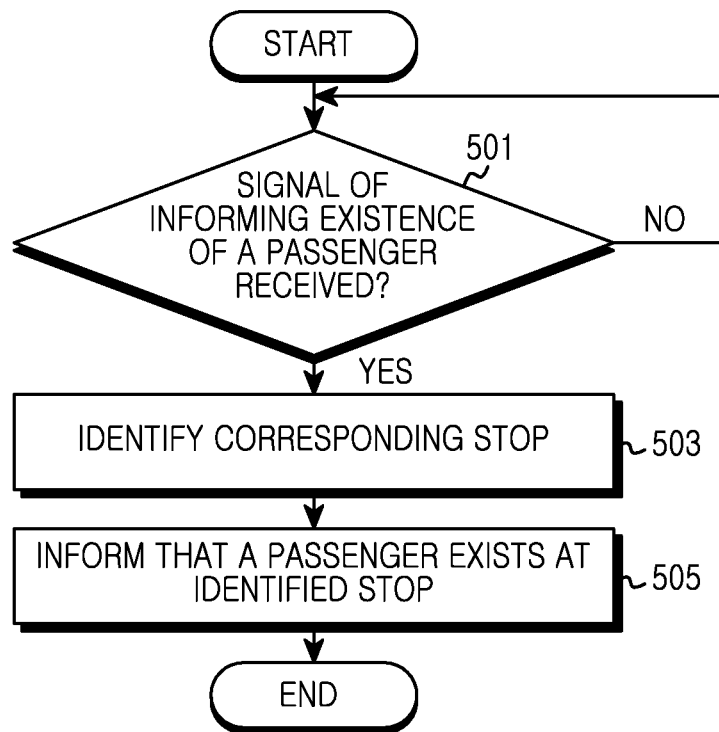 START
501
SIGNAL OF
INFORMING EXISTENCE
OF A PASSENGER
RECEIVED?
NO
YES
IDENTIFY CORRESPONDING STOP
503
INFORM THAT A PASSENGER EXISTS AT
IDENTIFIED STOP
505
END